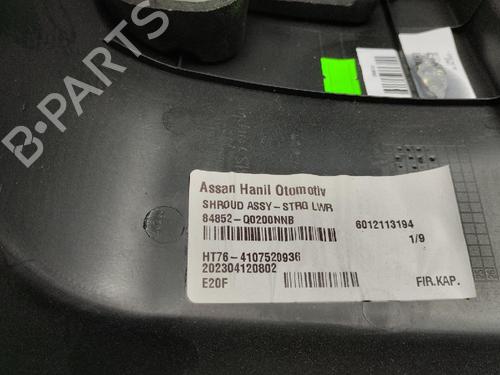 B-PARTS
Assan Hanil Otomotiv
SHROUD ASSY-STRG LWR
84852-Q0200NNB
6012113194
1/9
HT76-4107520936
202304120802
E20F
FIR.KAP.